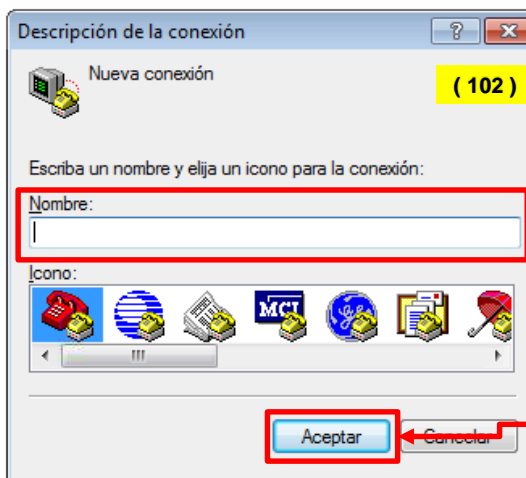 Descripción de la conexión
Nueva conexión
( 102 )
Escriba un nombre y elija un icono para la conexión:
Nombre:
Icono:
MCI
Aceptar
Cancelar